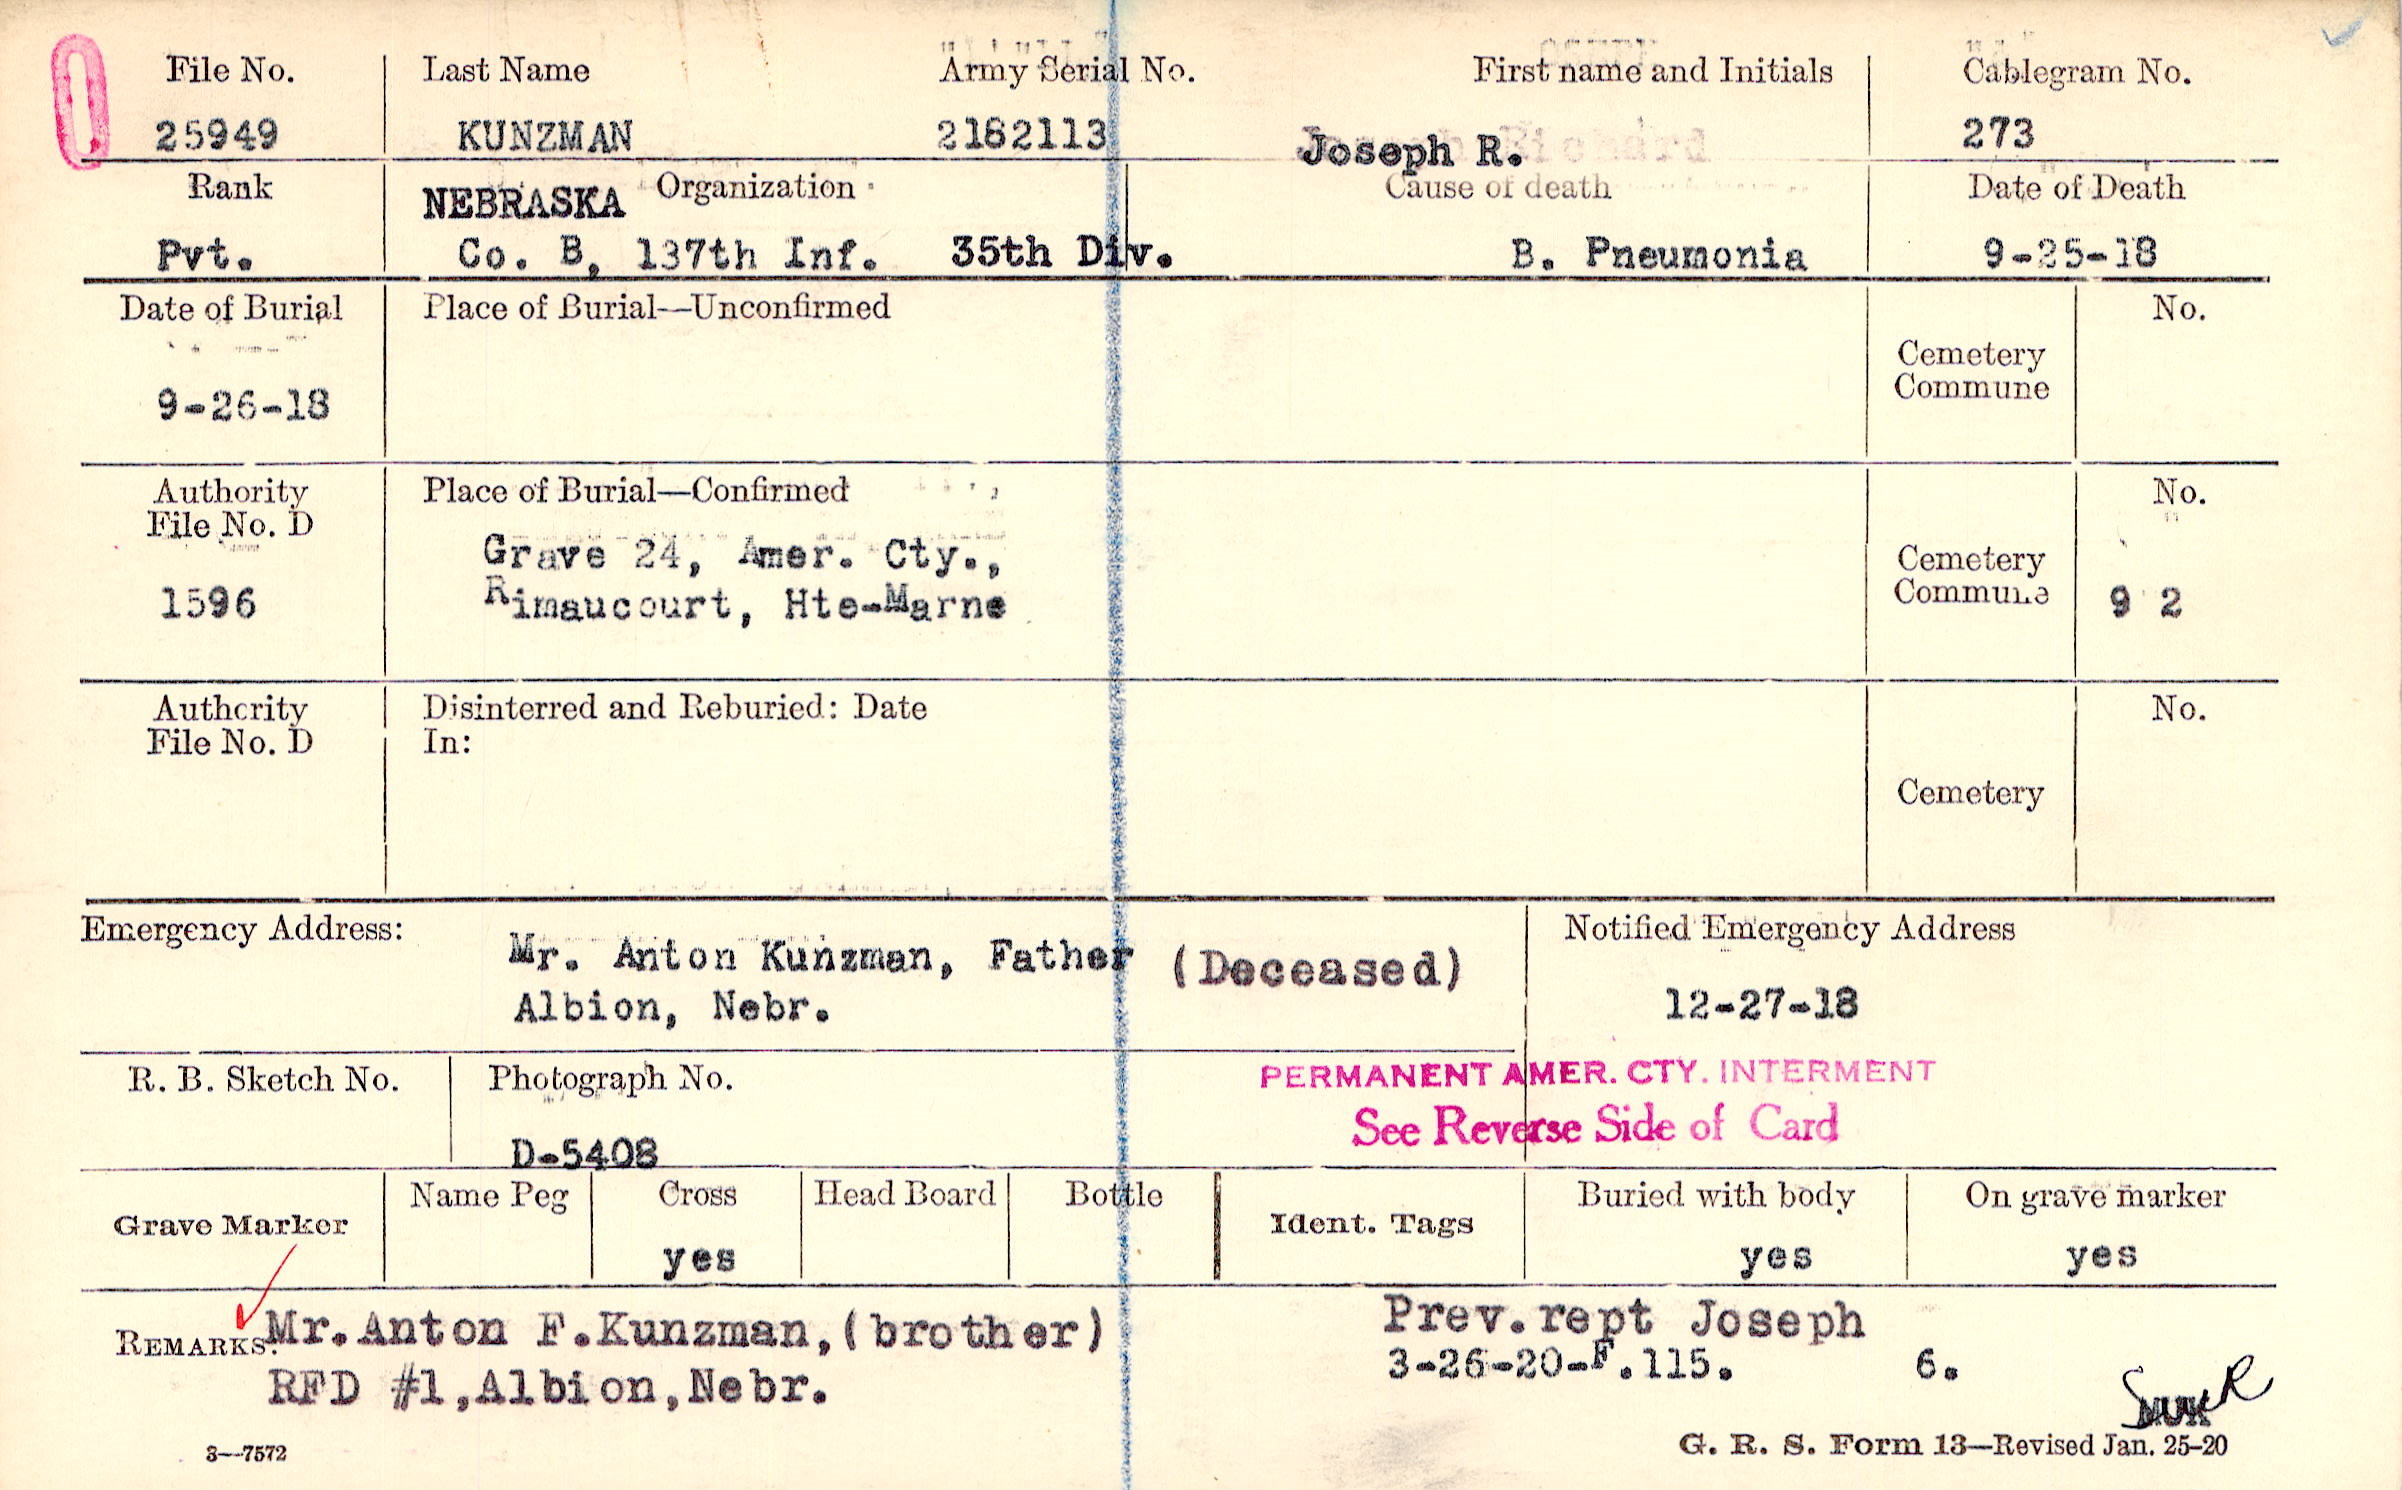 File No. Last Name Army Serial No. First name and Initials Cablegram No.
25949 KUNZMAN 2182113 Joseph R. 273
Rank NEBRASKA Organization Cause of death Date of Death
Pvt. Co. B, 137th Inf. 35th Div. B. Pneumonia 9-25-18
Date of Burial Place of Burial—Unconfirmed No.
Cemetery
Commune
9-26-18
Authority Place of Burial—Confirmed No.
File No. D
Grave 24, Amer. Cty., Cemetery
1596 Rimaucourt, Hte-Marne Commune 9 2
Authority Disinterred and Reburied: Date No.
File No. D In:
Cemetery
Emergency Address: Notified Emergency Address
Mr. Anton Kunzman, Father (Deceased)
Albion, Nebr. 12-27-18
R. B. Sketch No. Photograph No. PERMANENT AMER. CTY. INTERMENT
See Reverse Side of Card
D-5408
Grave Marker Name Peg Cross Head Board Bottle Ident. Tags Buried with body On grave marker
yes yes yes
REMARKS: Mr.Anton F.Kunzman,(brother) Prev.rept Joseph
RFD #1,Albion,Nebr. 3-26-20-F.115. 6.
3—7572 G. R. S. Form 13—Revised Jan. 25-20